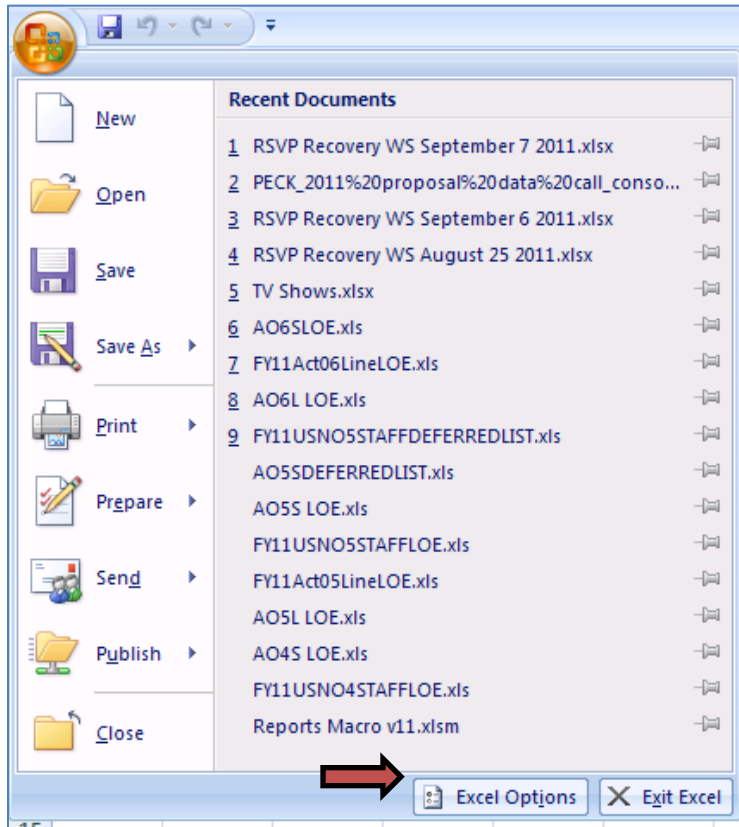 New
Open
Save
Save As
Print
Prepare
Send
Publish
Close
Recent Documents
1 RSVP Recovery WS September 7 2011.xlsx
2 PECK_2011%20proposal%20data%20call_conso...
3 RSVP Recovery WS September 6 2011.xlsx
4 RSVP Recovery WS August 25 2011.xlsx
5 TV Shows.xlsx
6 AO6SLOE.xls
7 FY11Act06LineLOE.xls
8 AO6L LOE.xls
9 FY11USNO5STAFFDEFERREDLIST.xls
AO5SDEFERREDLIST.xls
AO5S LOE.xls
FY11USNO5STAFFLOE.xls
FY11Act05LineLOE.xls
AO5L LOE.xls
AO4S LOE.xls
FY11USNO4STAFFLOE.xls
Reports Macro v11.xlsm
Excel Options
Exit Excel